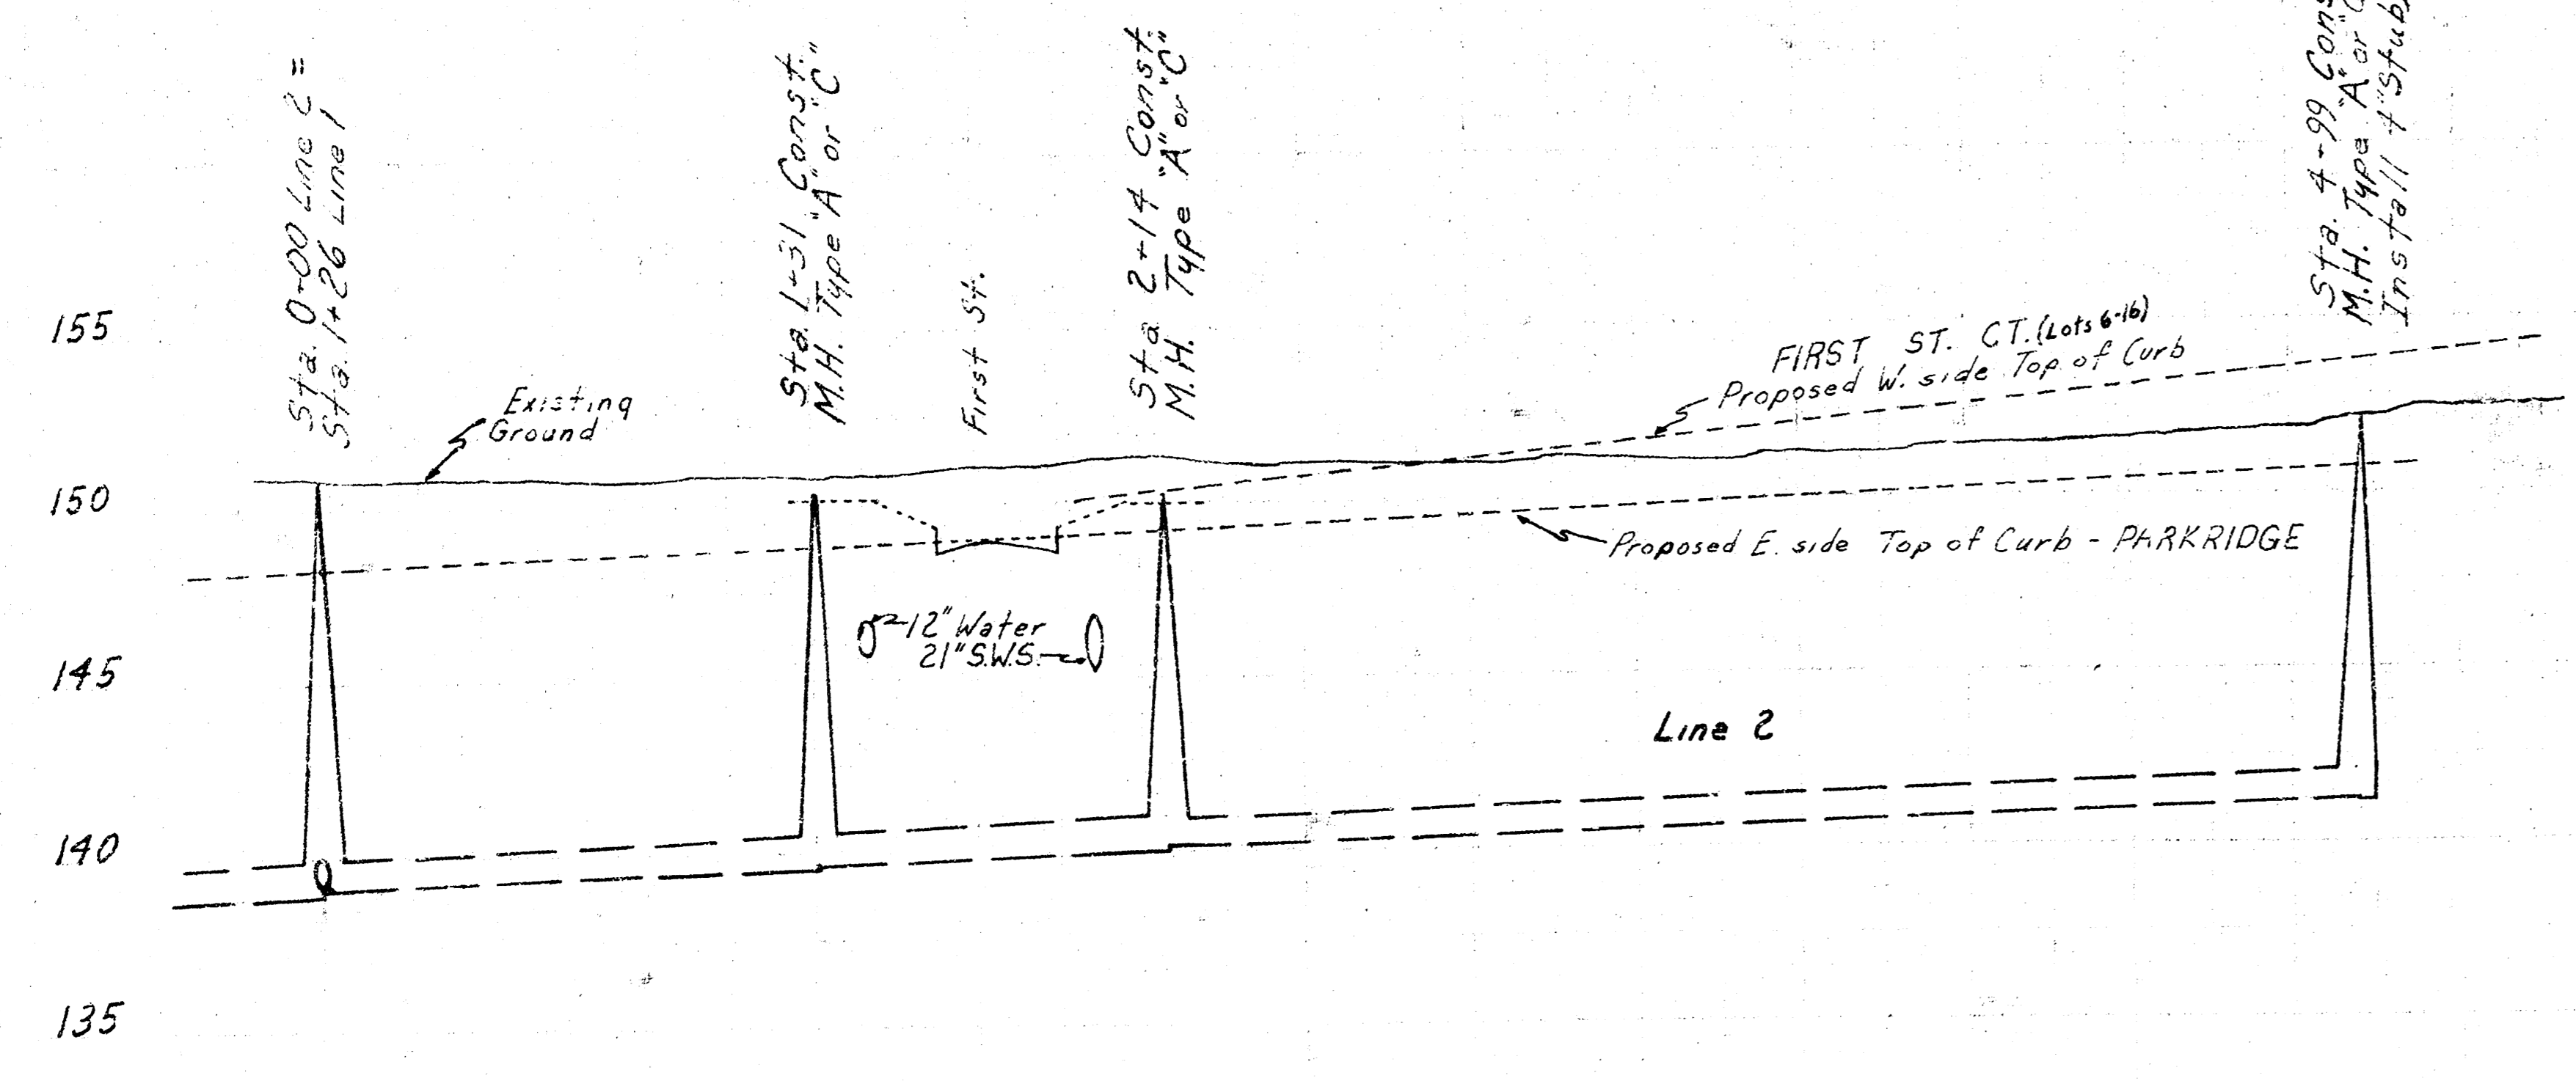 Sta. 0+00 Line 2 =
Sta. 1+26 Line 1
Sta. 1+31 Const.
M.H. Type "A" or "C"
First St.
Sta 2+14 Const.
M.H. Type "A" or "C"
Sta. 4+99
M.H. Type "A" or
Install
155
150
145
140
135
Existing
Ground
FIRST ST. CT. (Lots 6-16)
Proposed W. side Top of Curb
Proposed E. side Top of Curb - PARKRIDGE
12" Water
21" S.W.S.
Line 2